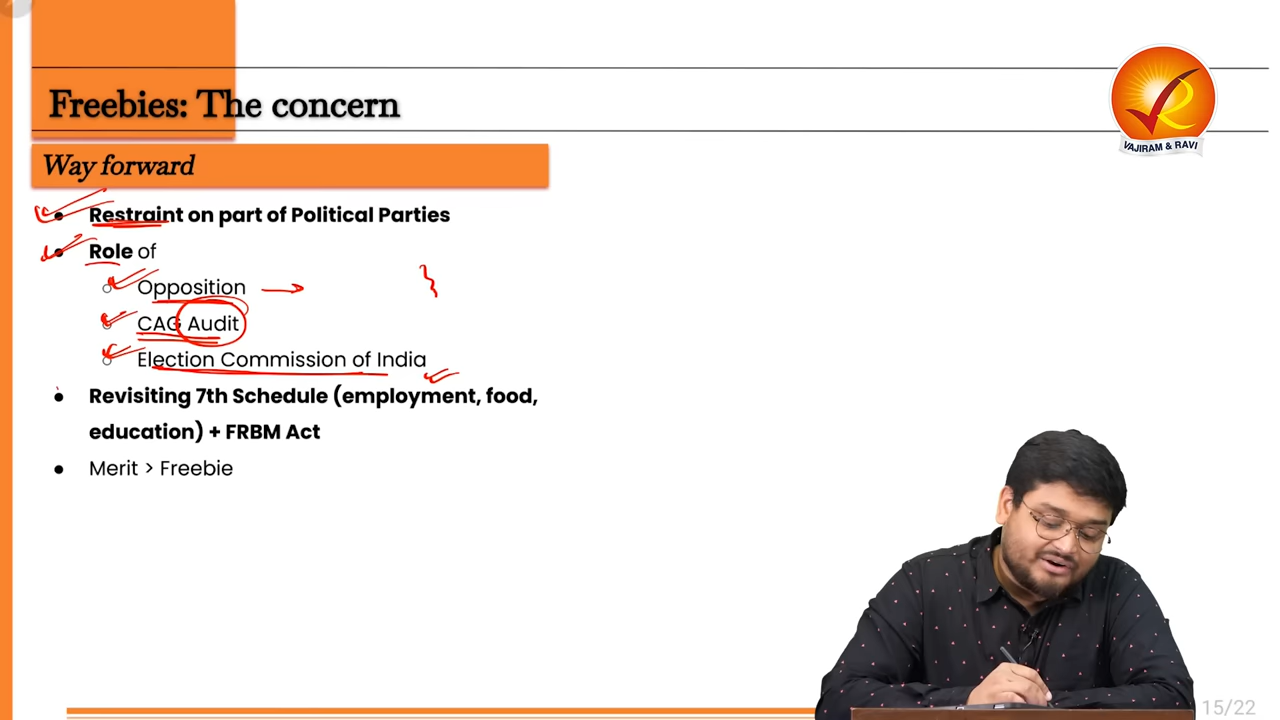 Freebies: The concern
VAJIRAM & RAVI
Way forward
• Restraint on part of Political Parties
• Role of
○ Opposition
○ CAG Audit
○ Election Commission of India
• Revisiting 7th Schedule (employment, food,
education) + FRBM Act
• Merit > Freebie
15/22